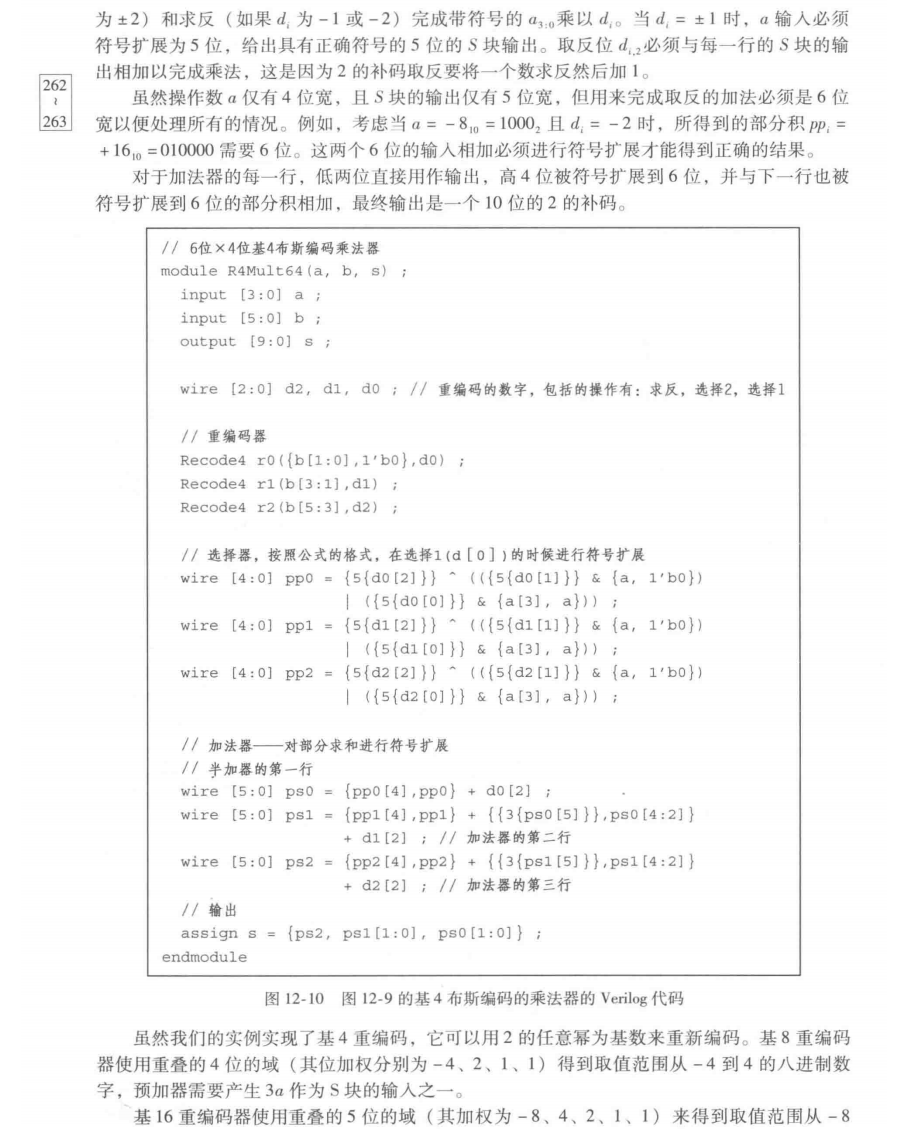 为 ±2）和求反（如果 dᵢ 为 −1 或 −2）完成带符号的 a₃:₀乘以 dᵢ。当 dᵢ = ±1 时，a 输入必须
符号扩展为 5 位，给出具有正确符号的 5 位的 S 块输出。取反位 dᵢ,₂必须与每一行的 S 块的输
出相加以完成乘法，这是因为 2 的补码取反要将一个数求反然后加 1。
262
≀
263
虽然操作数 a 仅有 4 位宽，且 S 块的输出仅有 5 位宽，但用来完成取反的加法必须是 6 位
宽以便处理所有的情况。例如，考虑当 a = −8₁₀ = 1000₂ 且 dᵢ = −2 时，所得到的部分积 ppᵢ =
+16₁₀ = 010000 需要 6 位。这两个 6 位的输入相加必须进行符号扩展才能得到正确的结果。
对于加法器的每一行，低两位直接用作输出，高 4 位被符号扩展到 6 位，并与下一行也被
符号扩展到 6 位的部分积相加，最终输出是一个 10 位的 2 的补码。
// 6位×4位基4布斯编码乘法器
module R4Mult64(a, b, s) ;
input [3:0] a ;
input [5:0] b ;
output [9:0] s ;
wire [2:0] d2, d1, d0 ; // 重编码的数字，包括的操作有：求反，选择2，选择1
// 重编码器
Recode4 r0({b[1:0],1'b0},d0) ;
Recode4 r1(b[3:1],d1) ;
Recode4 r2(b[5:3],d2) ;
// 选择器，按照公式的格式，在选择1(d[0])的时候进行符号扩展
wire [4:0] pp0 = {5{d0[2]}} ^ (({5{d0[1]}} & {a, 1'b0})
| ({5{d0[0]}} & {a[3], a})) ;
wire [4:0] pp1 = {5{d1[2]}} ^ (({5{d1[1]}} & {a, 1'b0})
| ({5{d1[0]}} & {a[3], a})) ;
wire [4:0] pp2 = {5{d2[2]}} ^ (({5{d2[1]}} & {a, 1'b0})
| ({5{d2[0]}} & {a[3], a})) ;
// 加法器——对部分求和进行符号扩展
// 半加器的第一行
wire [5:0] ps0 = {pp0[4],pp0} + d0[2] ;
wire [5:0] ps1 = {pp1[4],pp1} + {{3{ps0[5]}},ps0[4:2]}
+ d1[2] ; // 加法器的第二行
wire [5:0] ps2 = {pp2[4],pp2} + {{3{ps1[5]}},ps1[4:2]}
+ d2[2] ; // 加法器的第三行
// 输出
assign s = {ps2, ps1[1:0], ps0[1:0]} ;
endmodule
图 12-10 图 12-9 的基 4 布斯编码的乘法器的 Verilog 代码
虽然我们的实例实现了基 4 重编码，它可以用 2 的任意幂为基数来重新编码。基 8 重编码
器使用重叠的 4 位的域（其位加权分别为 −4、2、1、1）得到取值范围从 −4 到 4 的八进制数
字，预加器需要产生 3a 作为 S 块的输入之一。
基 16 重编码器使用重叠的 5 位的域（其加权为 −8、4、2、1、1）来得到取值范围从 −8